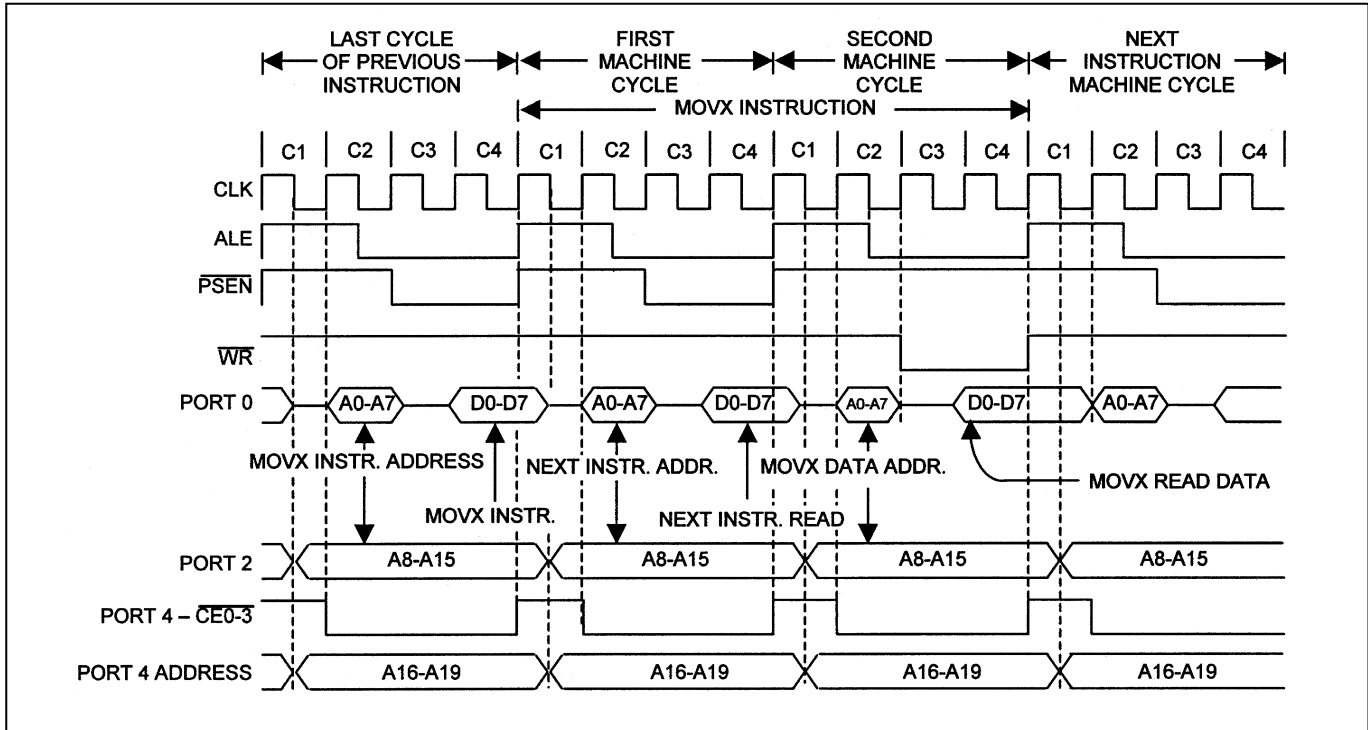 LAST CYCLE OF PREVIOUS INSTRUCTION
FIRST MACHINE CYCLE
SECOND MACHINE CYCLE
NEXT INSTRUCTION MACHINE CYCLE
MOVX INSTRUCTION
C1 C2 C3 C4 C1 C2 C3 C4 C1 C2 C3 C4 C1 C2 C3 C4
CLK
ALE
PSEN
WR
PORT 0 A0-A7 D0-D7 A0-A7 D0-D7 A0-A7 D0-D7 A0-A7
MOVX INSTR. ADDRESS NEXT INSTR. ADDR. MOVX DATA ADDR.
MOVX READ DATA
MOVX INSTR. NEXT INSTR. READ
PORT 2 A8-A15 A8-A15 A8-A15 A8-A15
PORT 4 – CE0-3
PORT 4 ADDRESS A16-A19 A16-A19 A16-A19 A16-A19